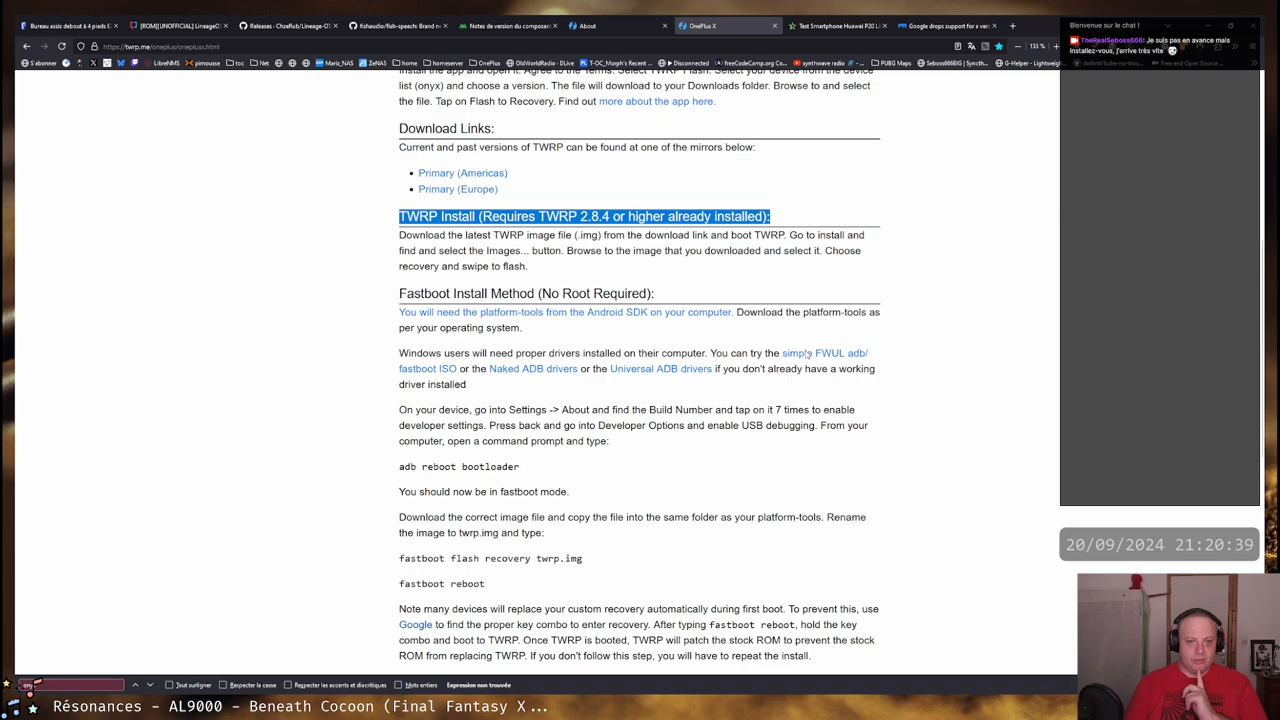 Bureau assis debout à 4 pieds E
[ROM][UNOFFICIAL] LineageO
Releases · ChzeRub/Lineage-OT
fishaudio/fish-speech: Brand n
Notes de version du composan
About
OnePlus X
Test Smartphone Huawei P20 Li
Google drops support for a ver
https://twrp.me/oneplus/oneplusx.html
133 %
S'abonner
LibreNMS
pimouss
toc
Net
Maris_NAS
ZeNAS
home
homeserver
OnePlus
OldWorldRadio
T-OC_Morph's Recent
Disconnected
freeCodeCamp.org
synthwave radio
PUBG Maps
Seboss666IG | Syncth
G-Helper - Lightweigh
Bienvenue sur le chat !
TheRealSeboss666: Je suis pas en avance mais
installez-vous, j'arrive très vite
install the app and open it. Agree to the Terms. Select TWRP Flash. Select your device from the device
list (onyx) and choose a version. The file will download to your Downloads folder. Browse to and select
the file. Tap on Flash to Recovery. Find out more about the app here.
Download Links:
Current and past versions of TWRP can be found at one of the mirrors below:
• Primary (Americas)
• Primary (Europe)
TWRP Install (Requires TWRP 2.8.4 or higher already installed):
Download the latest TWRP image file (.img) from the download link and boot TWRP. Go to install and
find and select the Images... button. Browse to the image that you downloaded and select it. Choose
recovery and swipe to flash.
Fastboot Install Method (No Root Required):
You will need the platform-tools from the Android SDK on your computer. Download the platform-tools as
per your operating system.
Windows users will need proper drivers installed on their computer. You can try the simple FWUL adb/
fastboot ISO or the Naked ADB drivers or the Universal ADB drivers if you don't already have a working
driver installed
On your device, go into Settings -> About and find the Build Number and tap on it 7 times to enable
developer settings. Press back and go into Developer Options and enable USB debugging. From your
computer, open a command prompt and type:
adb reboot bootloader
You should now be in fastboot mode.
Download the correct image file and copy the file into the same folder as your platform-tools. Rename
the image to twrp.img and type:
fastboot flash recovery twrp.img
fastboot reboot
Note many devices will replace your custom recovery automatically during first boot. To prevent this, use
Google to find the proper key combo to enter recovery. After typing fastboot reboot, hold the key
combo and boot to TWRP. Once TWRP is booted, TWRP will patch the stock ROM to prevent the stock
ROM from replacing TWRP. If you don't follow this step, you will have to repeat the install.
20/09/2024 21:20:39
Tout surligner
Respecter la casse
Respecter les accents et diacritiques
Mots entiers
Expression non trouvée
Résonances - AL9000 - Beneath Cocoon (Final Fantasy X...